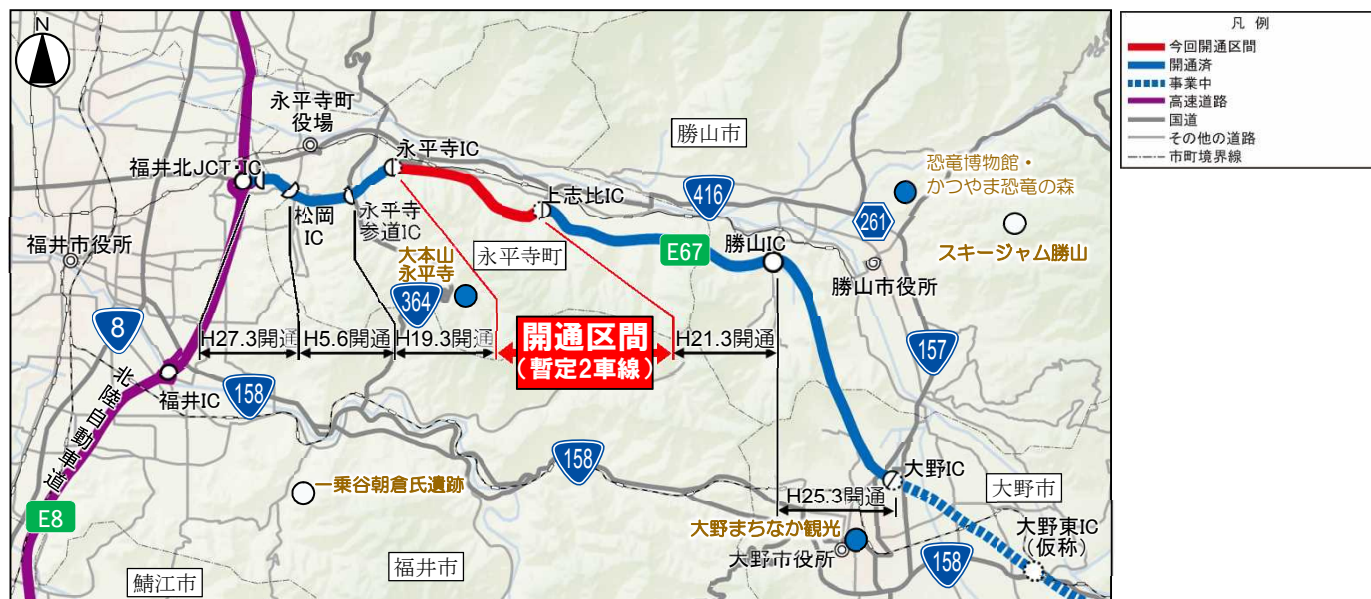 N
永平寺町
役場
福井北JCT・IC
永平寺IC
松岡
IC
永平寺
参道IC
上志比IC
勝山市
416
恐竜博物館・
かつやま恐竜の森
261
スキージャム勝山
福井市役所
大本山
永平寺
永平寺町
E67
勝山IC
勝山市役所
364
8
H27.3開通
H5.6開通
H19.3開通
開通区間
(暫定2車線)
H21.3開通
157
福井IC
158
北陸自動車道
158
一乗谷朝倉氏遺跡
大野IC
大野市
H25.3開通
E8
大野まちなか観光
大野市役所
大野東IC
(仮称)
158
鯖江市
福井市
凡 例
今回開通区間
開通済
事業中
高速道路
国道
その他の道路
市町境界線